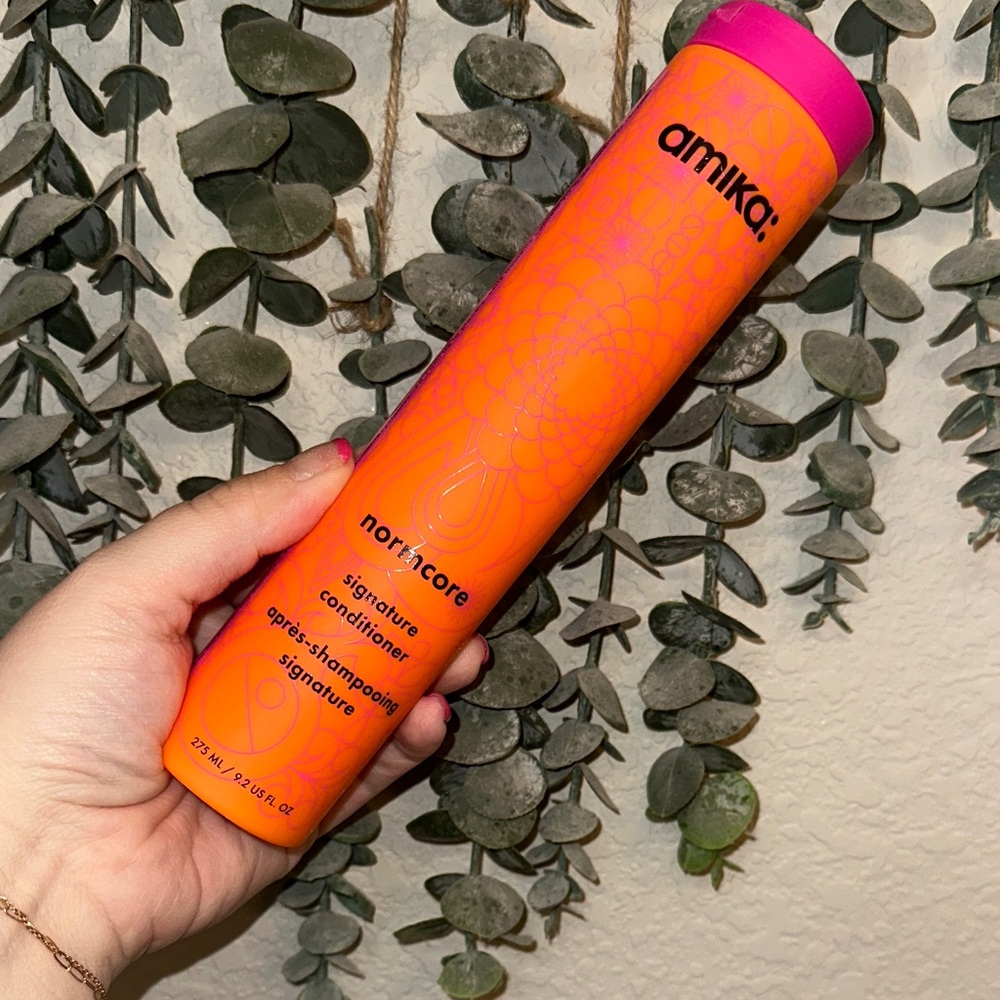 amika:
normcore
signature
conditioner
après-shampooing
signature
275 ML / 9.2 US FL. OZ